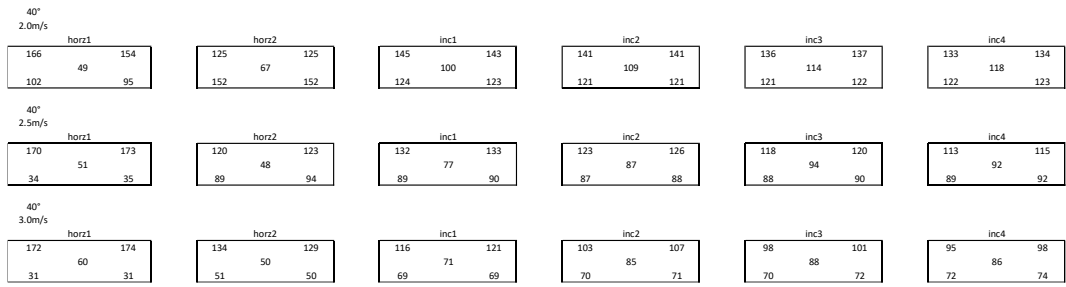 40°
2.0m/s
horz1 horz2 inc1 inc2 inc3 inc4
166 154 125 125 145 143 141 141 136 137 133 134
49 67 100 109 114 118
102 95 152 152 124 123 121 121 121 122 122 123
40°
2.5m/s
horz1 horz2 inc1 inc2 inc3 inc4
170 173 120 123 132 133 123 126 118 120 113 115
51 48 77 87 94 92
34 35 89 94 89 90 87 88 88 90 89 92
40°
3.0m/s
horz1 horz2 inc1 inc2 inc3 inc4
172 174 134 129 116 121 103 107 98 101 95 98
60 50 71 85 88 86
31 31 51 50 69 69 70 71 70 72 72 74